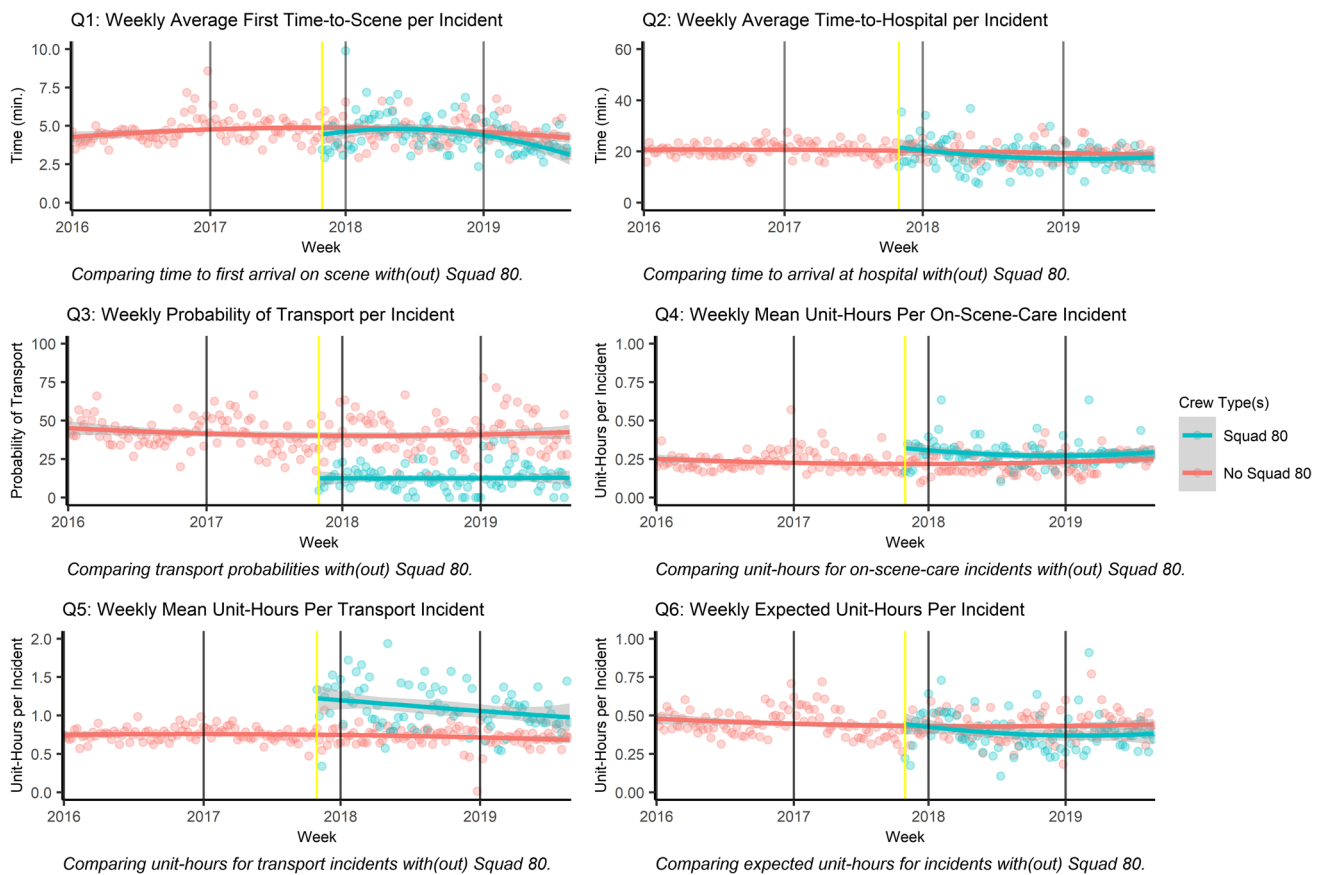 Q1: Weekly Average First Time-to-Scene per Incident
Time (min.)
10.0
7.5
5.0
2.5
0.0
2016 2017 2018 2019
Week
Comparing time to first arrival on scene with(out) Squad 80.
Q2: Weekly Average Time-to-Hospital per Incident
Time (min.)
60
40
20
0
2016 2017 2018 2019
Week
Comparing time to arrival at hospital with(out) Squad 80.
Q3: Weekly Probability of Transport per Incident
Probability of Transport
100
75
50
25
0
2016 2017 2018 2019
Week
Comparing transport probabilities with(out) Squad 80.
Q4: Weekly Mean Unit-Hours Per On-Scene-Care Incident
Unit-Hours per Incident
1.00
0.75
0.50
0.25
0.00
2016 2017 2018 2019
Week
Comparing unit-hours for on-scene-care incidents with(out) Squad 80.
Crew Type(s)
Squad 80
No Squad 80
Q5: Weekly Mean Unit-Hours Per Transport Incident
Unit-Hours per Incident
2.0
1.5
1.0
0.5
0.0
2016 2017 2018 2019
Week
Comparing unit-hours for transport incidents with(out) Squad 80.
Q6: Weekly Expected Unit-Hours Per Incident
Unit-Hours per Incident
1.00
0.75
0.50
0.25
0.00
2016 2017 2018 2019
Week
Comparing expected unit-hours for incidents with(out) Squad 80.